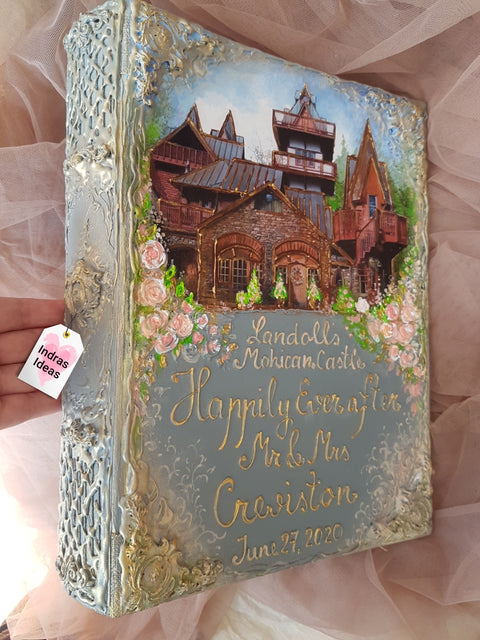 Landoll's
Mohican Castle
Happily Ever after
Mr & Mrs
Creviston
June 27, 2020
Indras
Ideas